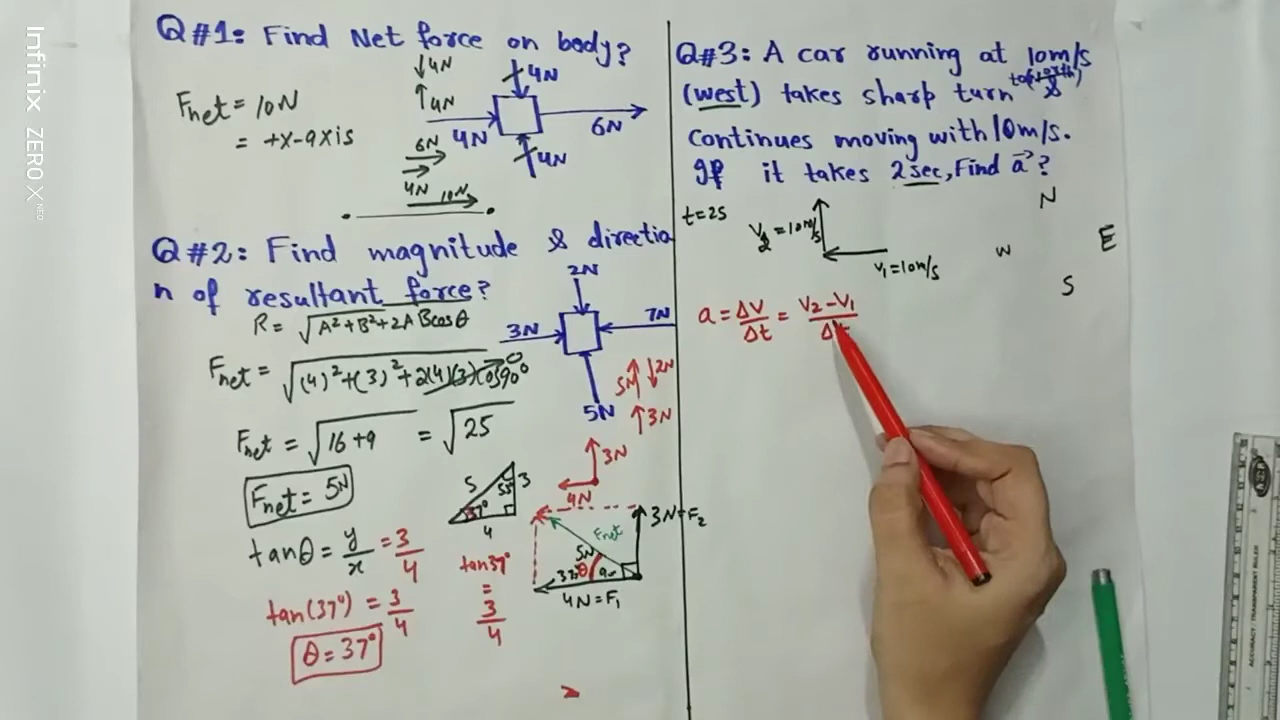 Infinix ZERO X NEO
Q#1: Find Net force on body?
Fnet = 10N
= +x-axis
↓4N
↑4N
6N
4N 10N
4N
4N
6N
4N
Q#2: Find magnitude & directio
n of resultant force?
R = √A²+B²+2ABcosθ
Fnet = √(4)²+(3)²+2(4)(3)cos90° 0
Fnet = √16+9 = √25
Fnet = 5N
tanθ = y/x = 3/4
tan(37°) = 3/4
θ = 37°
2N
3N
7N
5N
5N↑ ↓2N
↑3N
3N
4N
5
3
4
37°
53°
tan37°
=
3/4
3N=F₂
Fnet
5N
37°
θ
4N=F₁
Q#3: A car running at 10m/s
(west) takes sharp turn to(north) &
continues moving with 10m/s.
If it takes 2sec, Find a⃗?
t=2s
V₂=10m/s
V₁=10m/s
N
W
E
S
a = ΔV/Δt = V₂-V₁/Δt